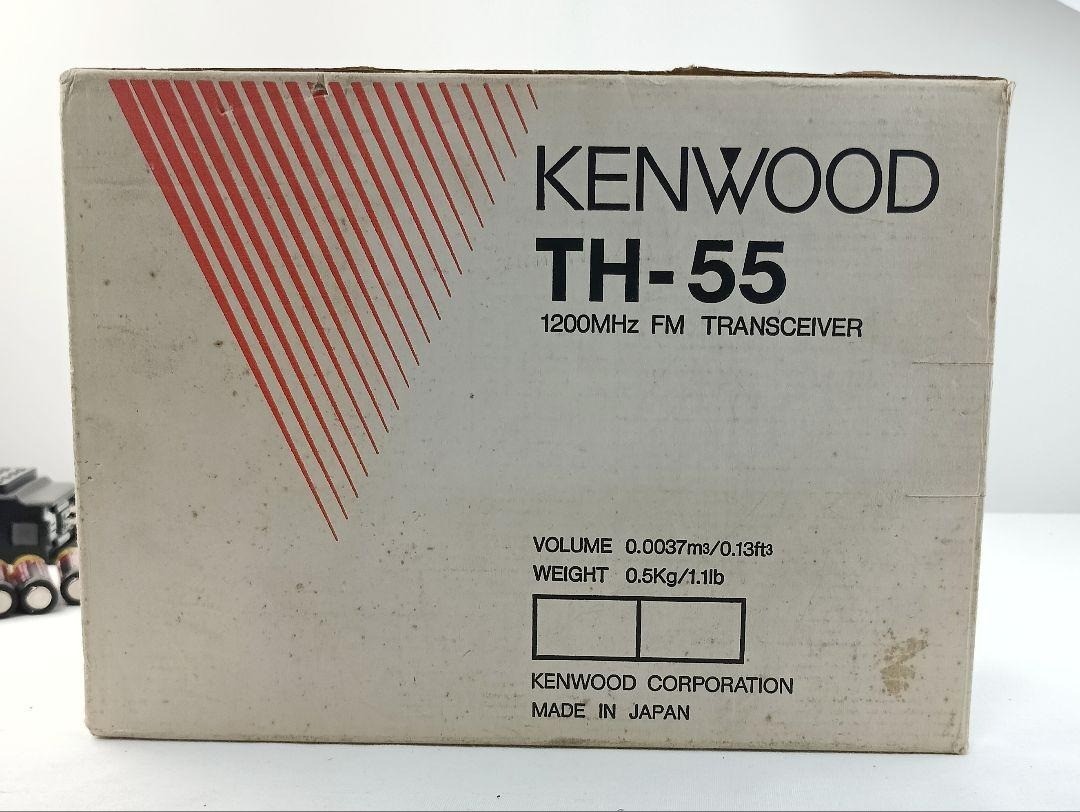 KENWOOD
TH-55
1200MHz FM TRANSCEIVER
VOLUME 0.0037m³/0.13ft³
WEIGHT 0.5Kg/1.1lb
KENWOOD CORPORATION
MADE IN JAPAN